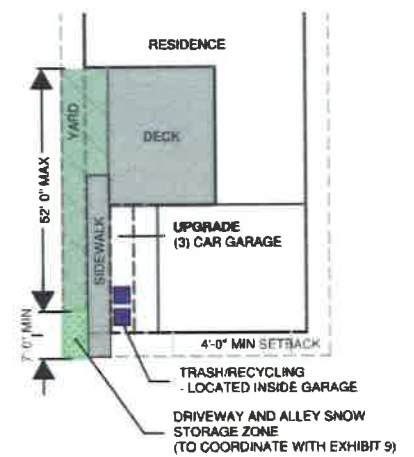 RESIDENCE
YARD
DECK
52' 0" MAX
SIDEWALK
UPGRADE
(3) CAR GARAGE
7'-0" MIN
4'-0" MIN SETBACK
TRASH/RECYCLING
- LOCATED INSIDE GARAGE
DRIVEWAY AND ALLEY SNOW
STORAGE ZONE
(TO COORDINATE WITH EXHIBIT 9)